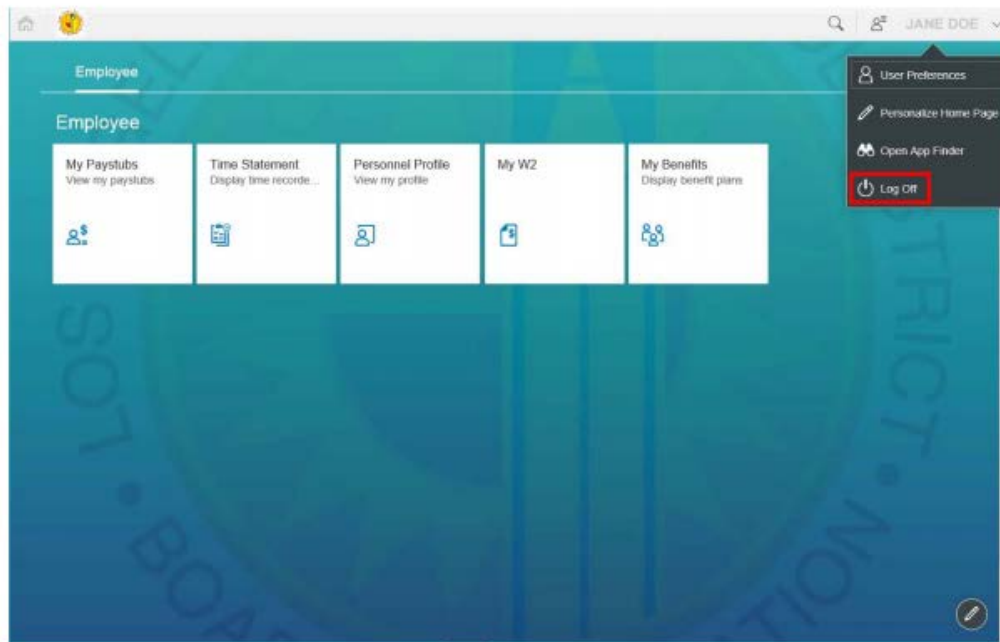 JANE DOE
Employee
Employee
My Paystubs
View my paystubs
Time Statement
Display time recorde...
Personnel Profile
View my profile
My W2
My Benefits
Display benefit plans
User Preferences
Personalize Home Page
Open App Finder
Log Off